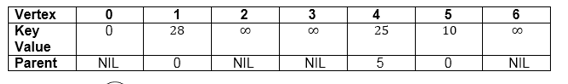 Vertex 0 1 2 3 4 5 6
Key Value 0 28 ∞ ∞ 25 10 ∞
Parent NIL 0 NIL NIL 5 0 NIL